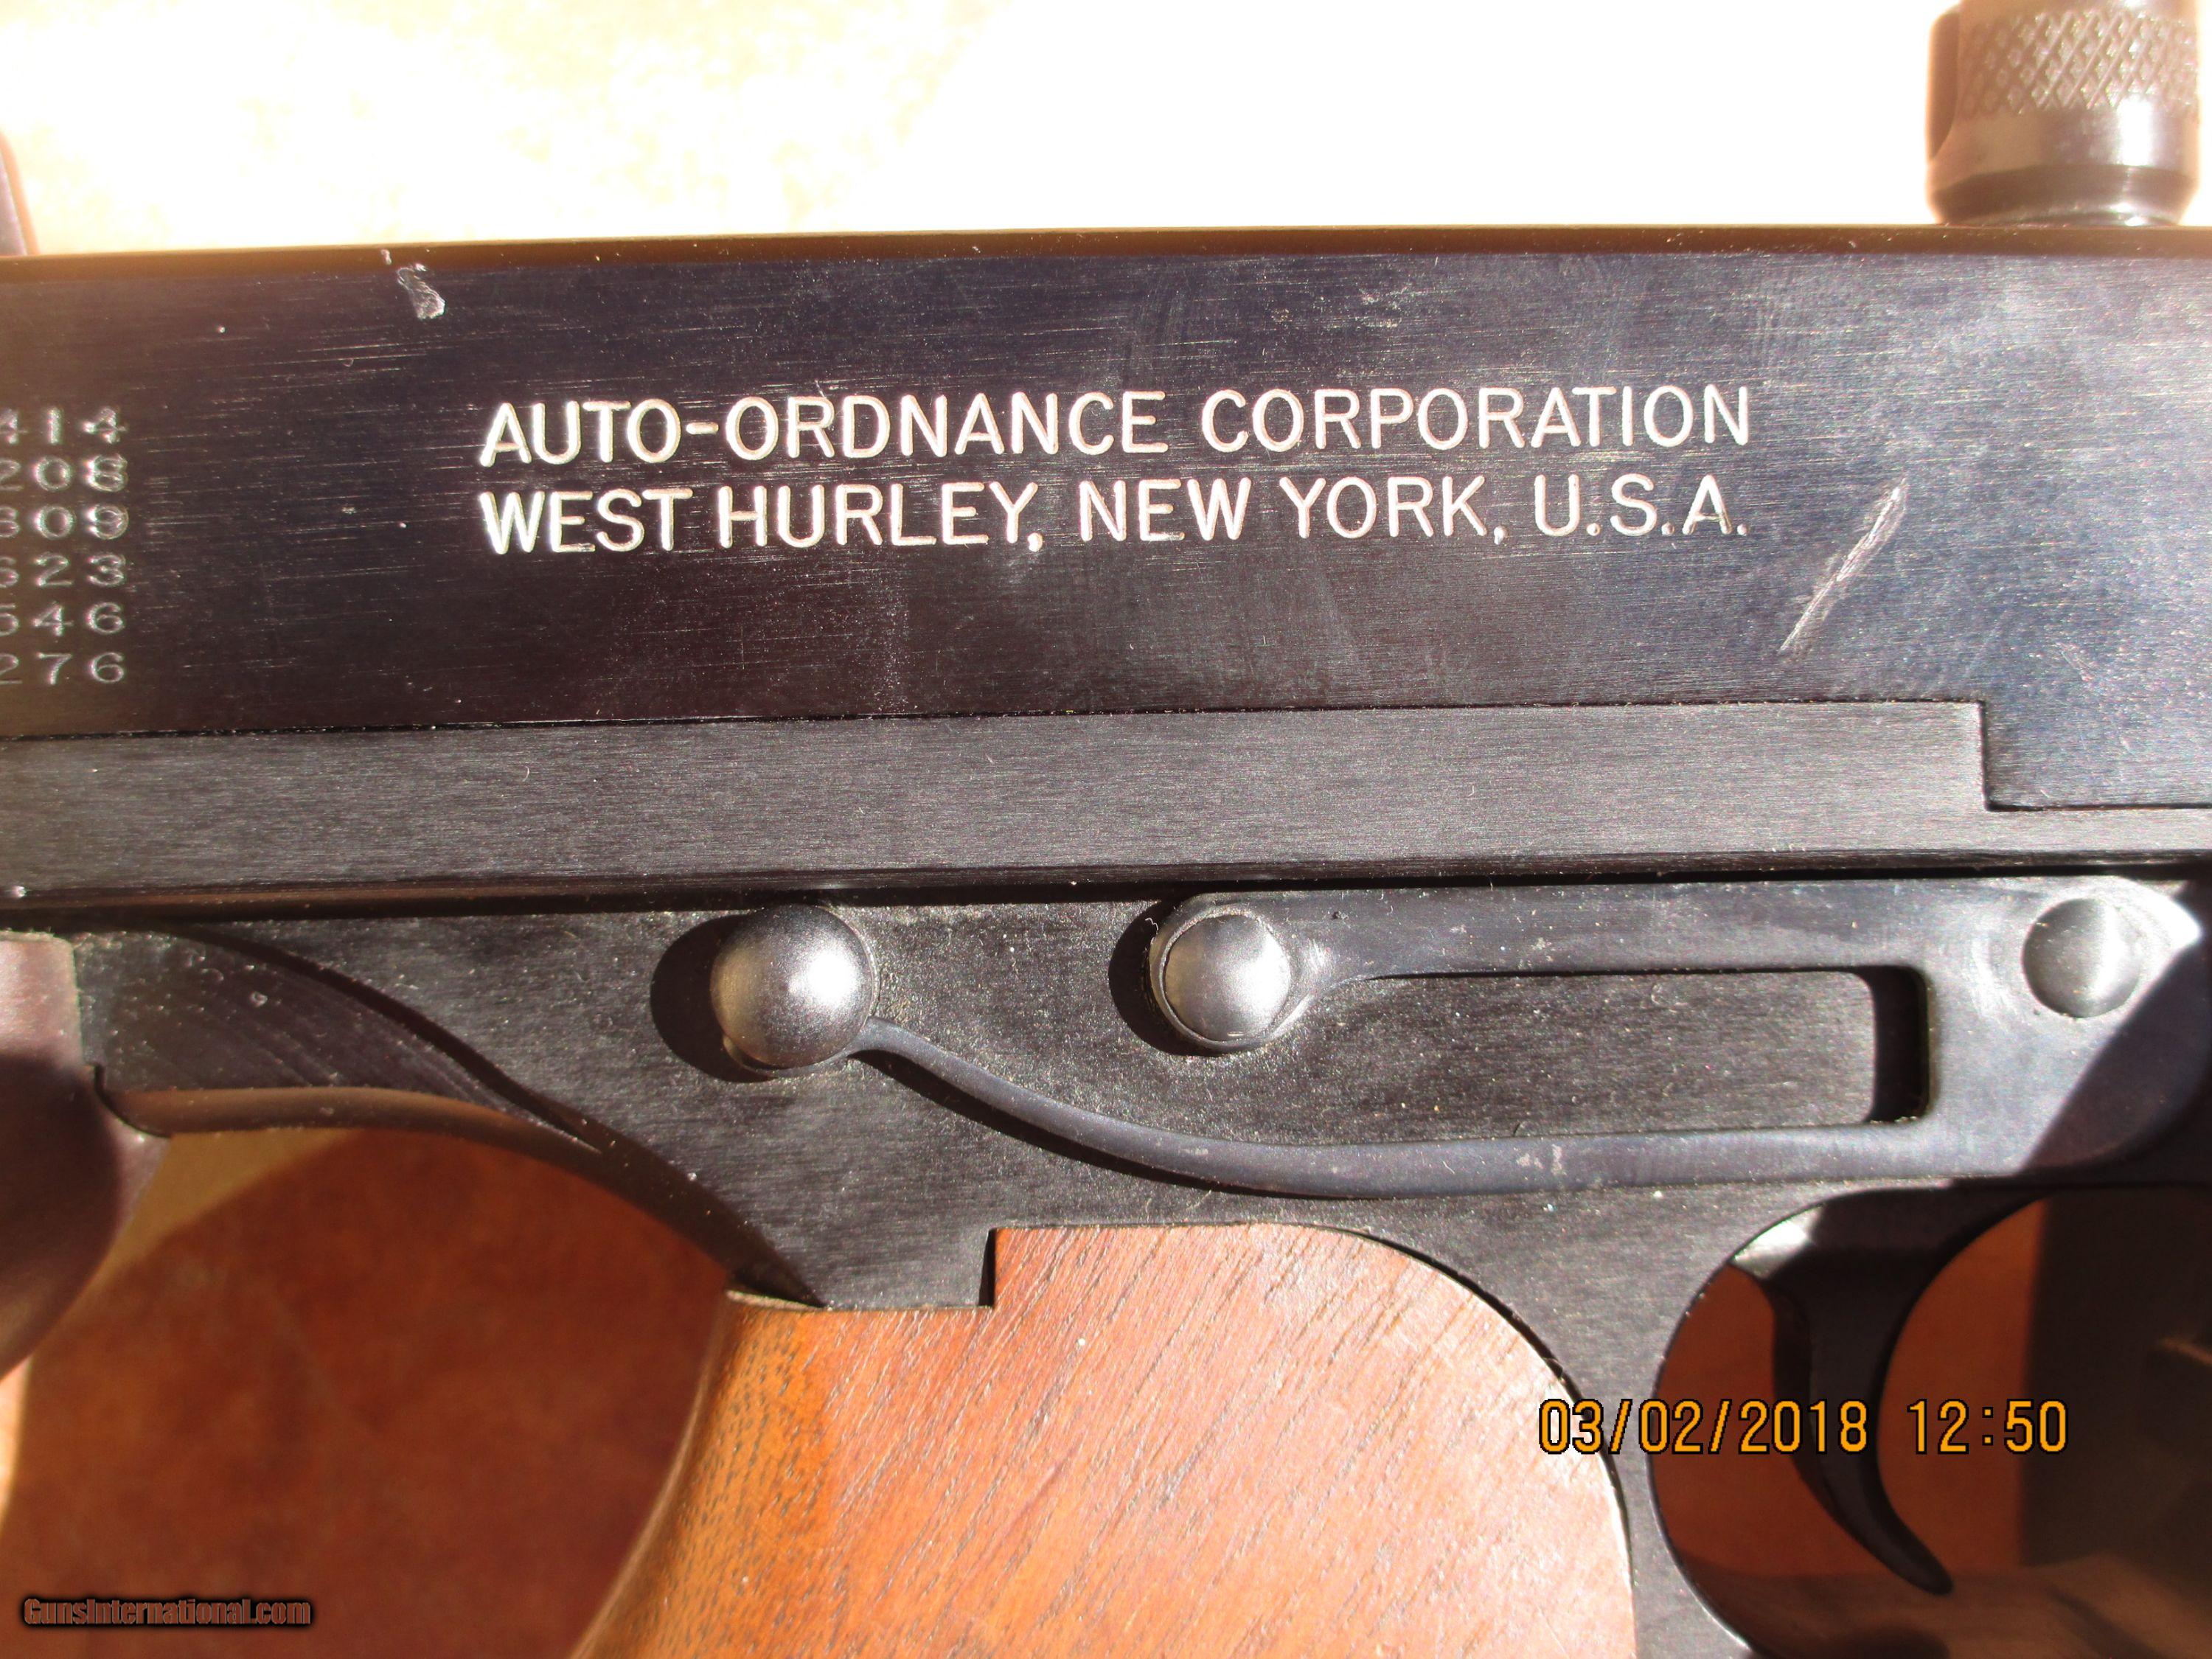 414
208
809
623
546
276
AUTO-ORDNANCE CORPORATION
WEST HURLEY, NEW YORK, U.S.A.
03/02/2018 12:50
GunsInternational.com